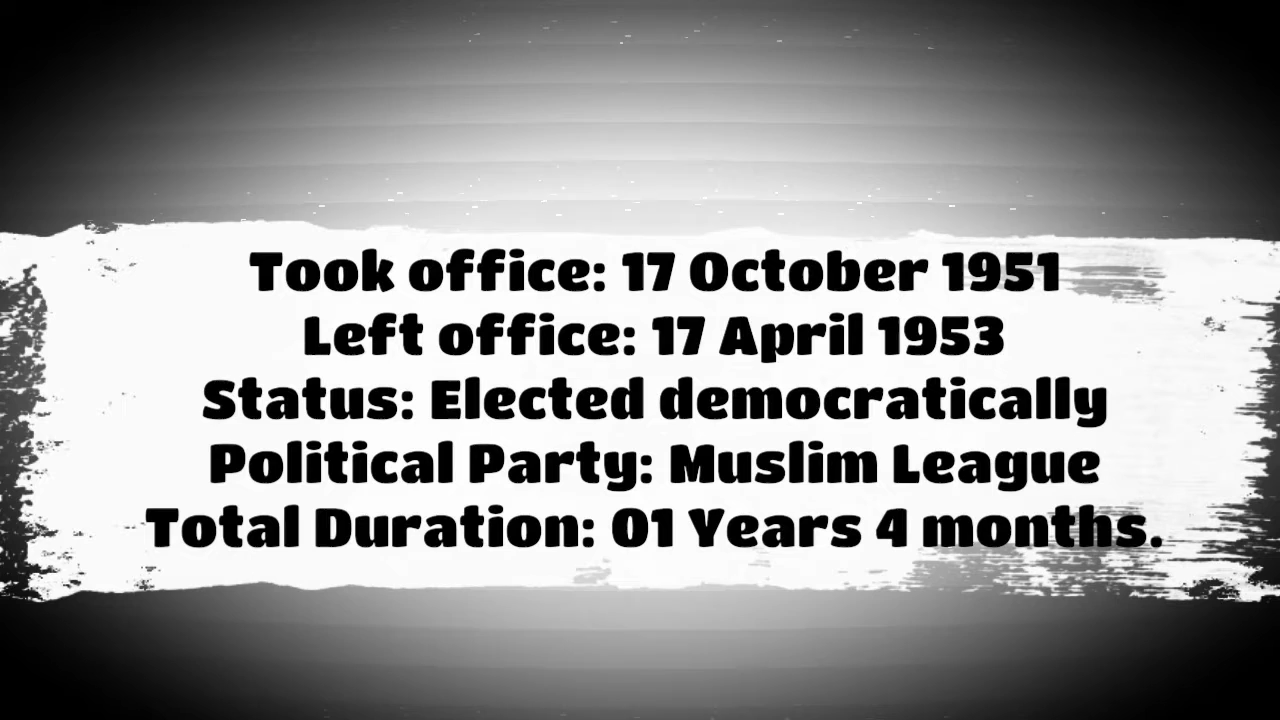 Took office: 17 October 1951
Left office: 17 April 1953
Status: Elected democratically
Political Party: Muslim League
Total Duration: 01 Years 4 months.